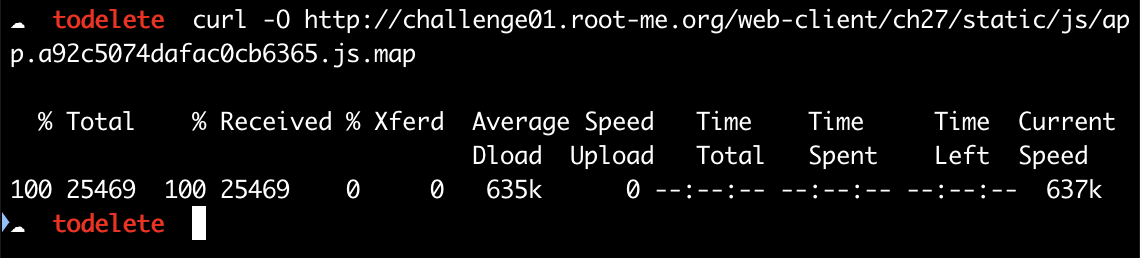 ☁  todelete  curl -O http://challenge01.root-me.org/web-client/ch27/static/js/ap
p.a92c5074dafac0cb6365.js.map
  % Total    % Received % Xferd  Average Speed   Time    Time     Time  Current
                                 Dload  Upload   Total   Spent    Left  Speed
100 25469  100 25469    0     0   635k      0 --:--:-- --:--:-- --:--:--  637k
☁  todelete